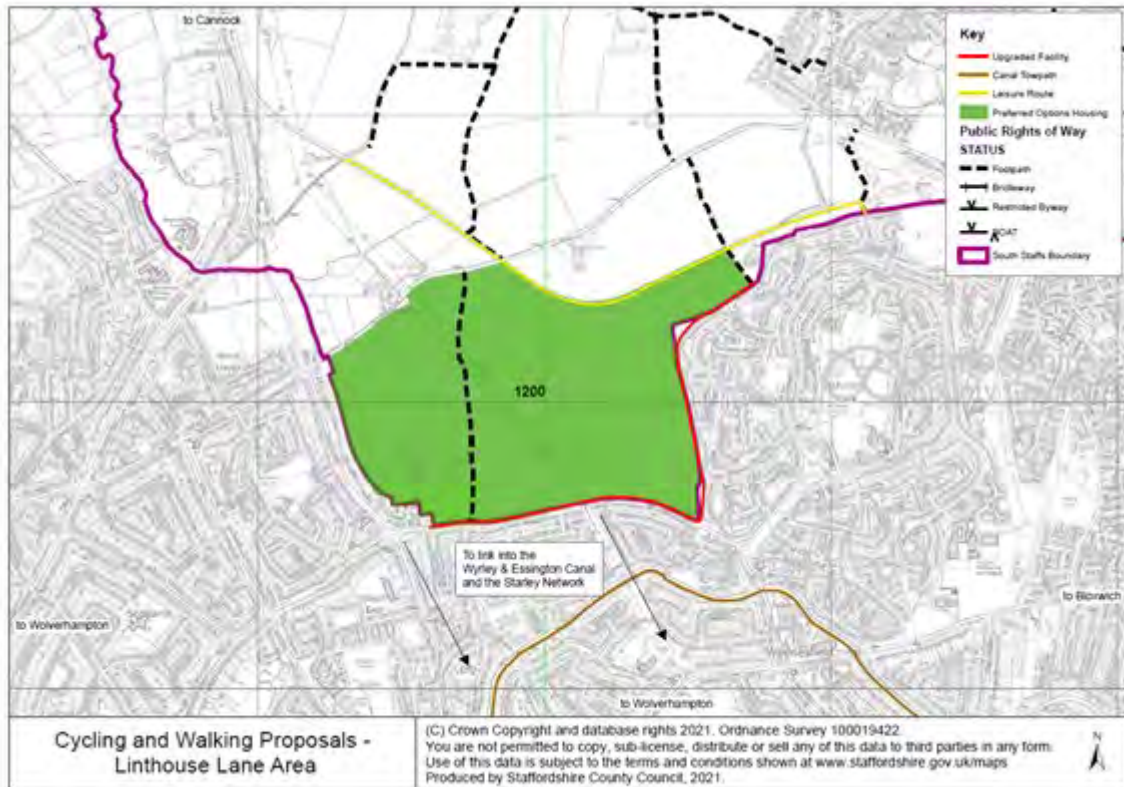 to Cannock
Key
Upgraded Facility
Canal Towpath
Leisure Route
Preferred Options Housing
Public Rights of Way
STATUS
Footpath
Bridleway
Restricted Byway
BOAT
South Staffs Boundary
1200
To link into the
Wyrley & Essington Canal
and the Starley Network
to Wolverhampton
to Bloxwich
to Wolverhampton
Cycling and Walking Proposals -
Linthouse Lane Area
(C) Crown Copyright and database rights 2021. Ordnance Survey 100019422.
You are not permitted to copy, sub-license, distribute or sell any of this data to third parties in any form.
Use of this data is subject to the terms and conditions shown at www.staffordshire.gov.uk/maps
Produced by Staffordshire County Council, 2021.
N